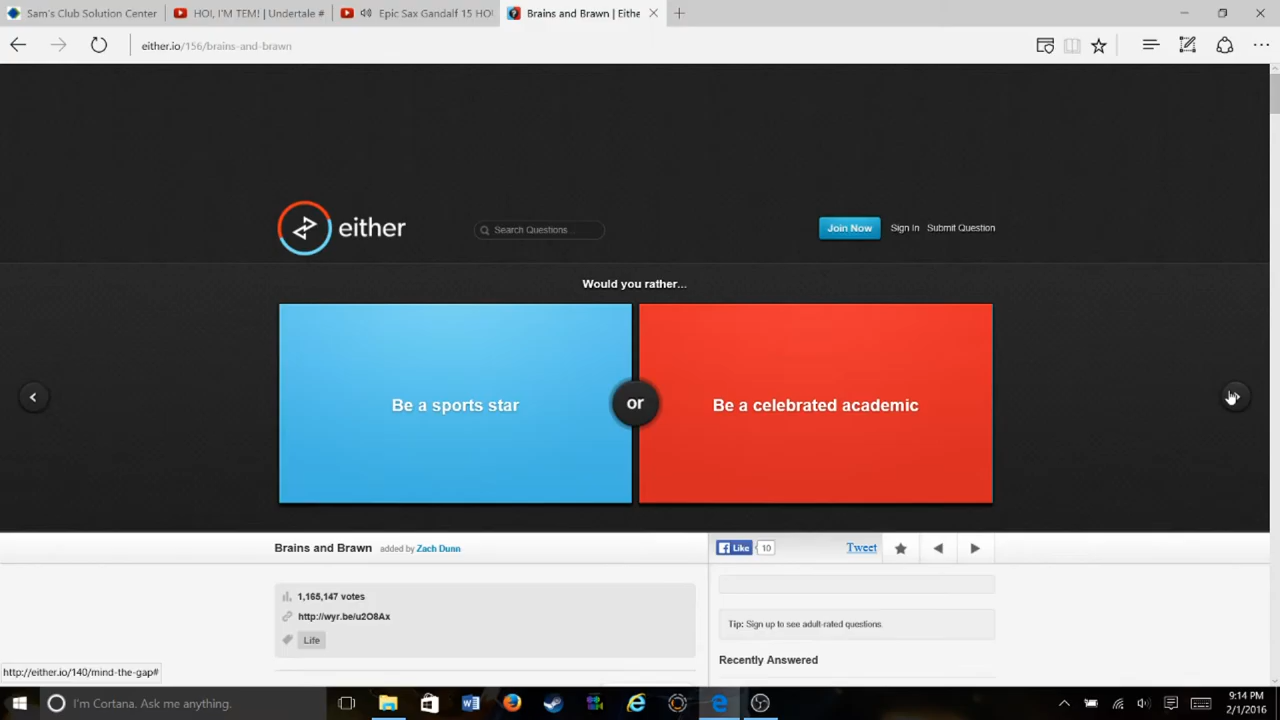 Sam's Club Solution Center
HOI, I'M TEM! | Undertale #
Epic Sax Gandalf 15 HO
Brains and Brawn | Eithe
either.io/156/brains-and-brawn
either
Search Questions...
Join Now
Sign In
Submit Question
Would you rather...
Be a sports star
or
Be a celebrated academic
Brains and Brawn added by Zach Dunn
Like 10
Tweet
1,165,147 votes
http://wyr.be/u2O8Ax
Life
Tip: Sign up to see adult-rated questions.
Recently Answered
http://either.io/140/mind-the-gap#
I'm Cortana. Ask me anything.
9:14 PM
2/1/2016